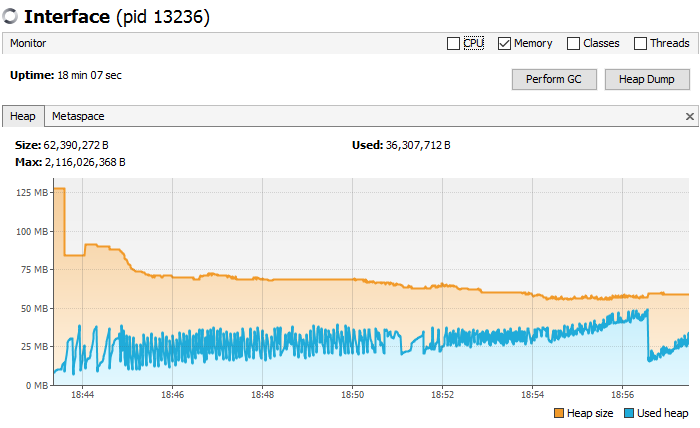 Interface (pid 13236)
Monitor CPU Memory Classes Threads
Uptime: 18 min 07 sec Perform GC Heap Dump
Heap Metaspace
Size: 62,390,272 B Used: 36,307,712 B
Max: 2,116,026,368 B
125 MB
100 MB
75 MB
50 MB
25 MB
0 MB
18:44 18:46 18:48 18:50 18:52 18:54 18:56
Heap size Used heap